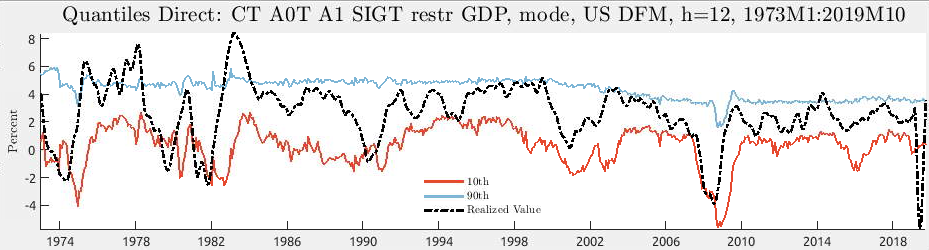 Quantiles Direct: CT A0T A1 SIGT restr GDP, mode, US DFM, h=12, 1973M1:2019M10
8
6
4
2
0
-2
-4
Percent
10th
90th
Realized Value
1974 1978 1982 1986 1990 1994 1998 2002 2006 2010 2014 2018